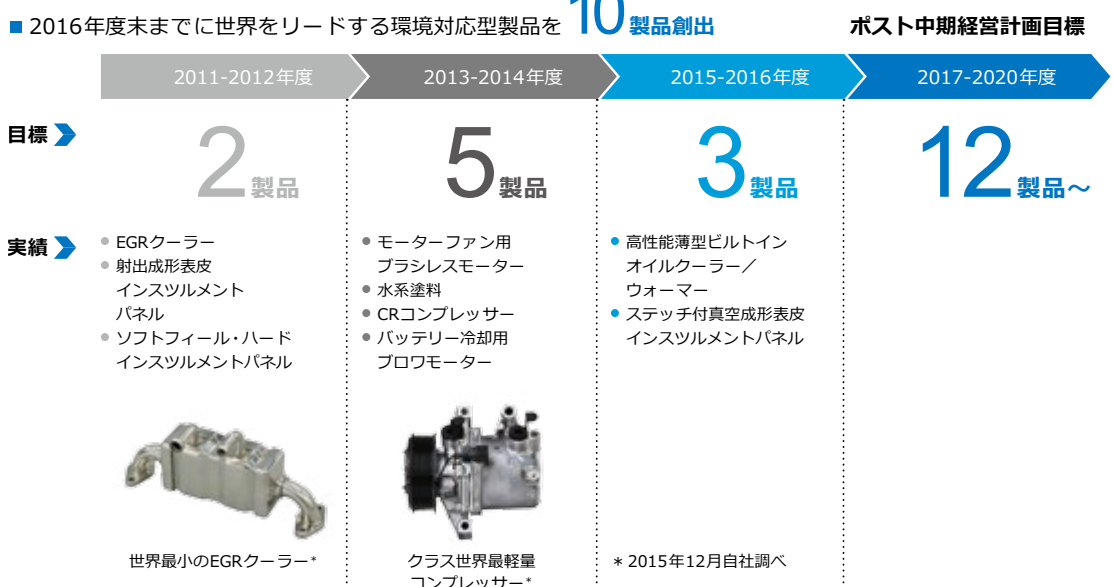 ■ 2016年度末までに世界をリードする環境対応型製品を 10 製品創出
ポスト中期経営計画目標
2011-2012年度
2013-2014年度
2015-2016年度
2017-2020年度
目標
2製品
5製品
3製品
12製品～
実績
● EGRクーラー
● 射出成形表皮
インスツルメント
パネル
● ソフトフィール・ハード
インスツルメントパネル
● モーターファン用
ブラシレスモーター
● 水系塗料
● CRコンプレッサー
● バッテリー冷却用
ブロワモーター
● 高性能薄型ビルトイン
オイルクーラー／
ウォーマー
● ステッチ付真空成形表皮
インスツルメントパネル
世界最小のEGRクーラー*
クラス世界最軽量
コンプレッサー*
* 2015年12月自社調べ